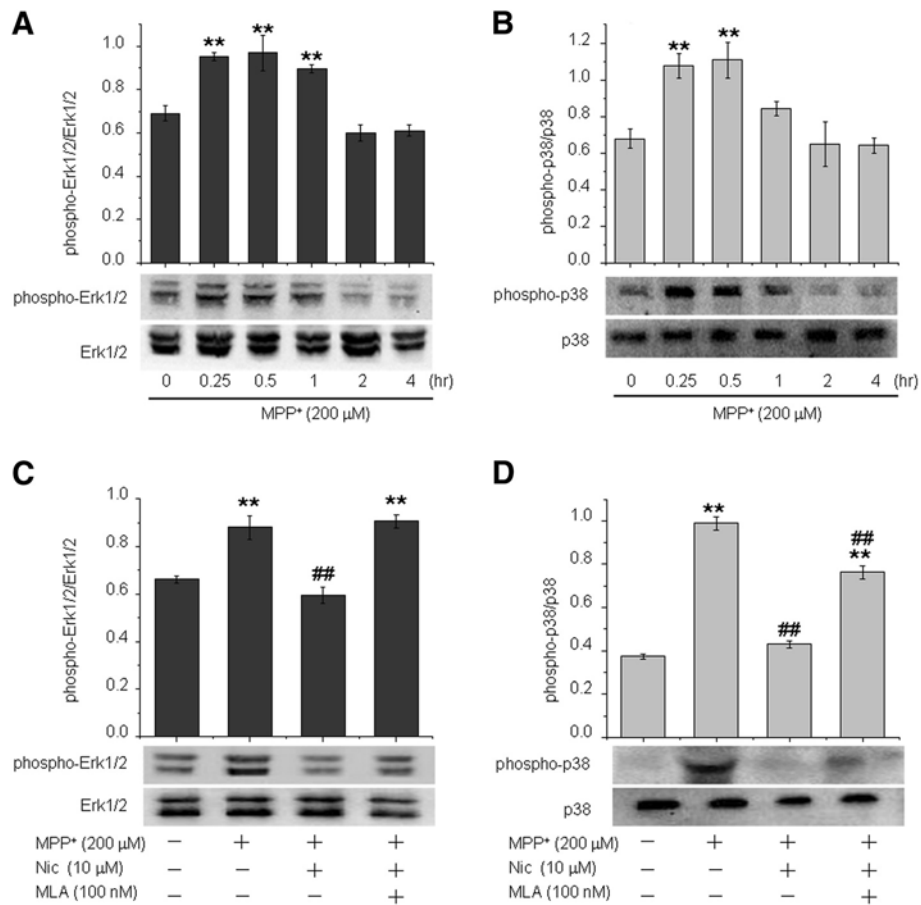 A
phospho-Erk1/2/Erk1/2
1.0
0.8
0.6
0.4
0.2
0.0
** ** **
phospho-Erk1/2
Erk1/2
0 0.25 0.5 1 2 4 (hr)
MPP+ (200 µM)
B
phospho-p38/p38
1.2
1.0
0.8
0.6
0.4
0.2
0.0
** **
phospho-p38
p38
0 0.25 0.5 1 2 4 (hr)
MPP+ (200 µM)
C
phospho-Erk1/2/Erk1/2
1.0
0.8
0.6
0.4
0.2
0.0
** ## **
phospho-Erk1/2
Erk1/2
MPP+ (200 µM) − + + +
Nic (10 µM) − − + +
MLA (100 nM) − − − +
D
phospho-p38/p38
1.0
0.8
0.6
0.4
0.2
0.0
** ## ## **
phospho-p38
p38
MPP+ (200 µM) − + + +
Nic (10 µM) − − + +
MLA (100 nM) − − − +